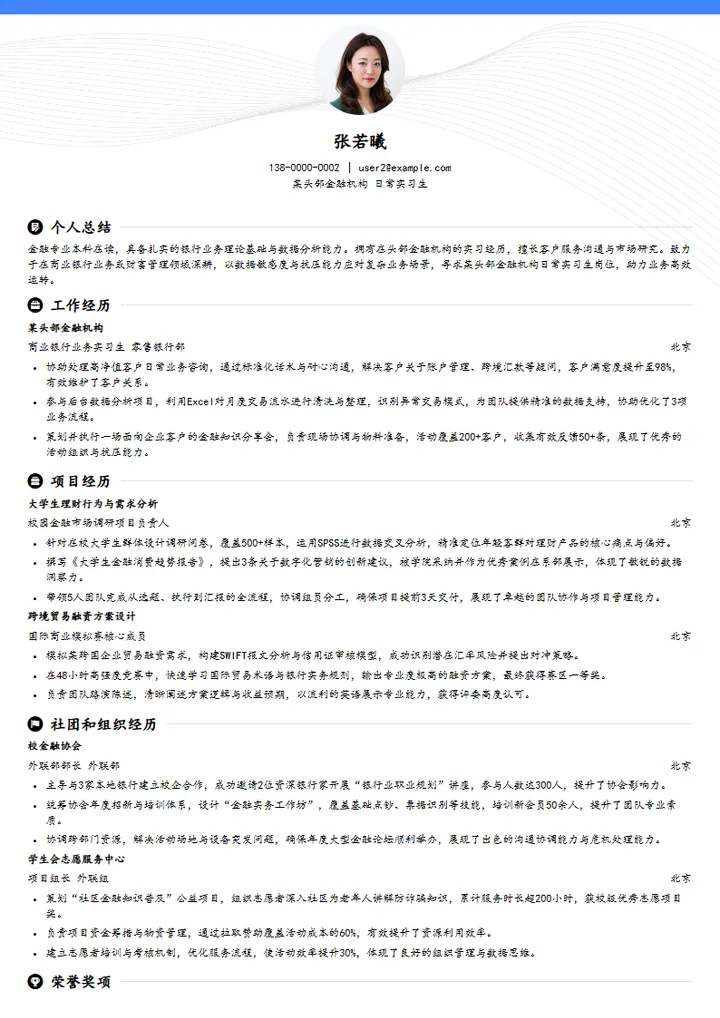 张若曦
138-0000-0002 | user2@example.com
某头部金融机构 日常实习生
个人总结
金融专业本科在读，具备扎实的银行业务理论基础与数据分析能力。拥有在头部金融机构的实习经历，擅长客户服务沟通与市场研究。致力
于在商业银行业务或财富管理领域深耕，以数据敏感度与抗压能力应对复杂业务场景，寻求某头部金融机构日常实习生岗位，助力业务高效
运转。
工作经历
某头部金融机构
商业银行业务实习生 零售银行部 北京
• 协助处理高净值客户日常业务咨询，通过标准化话术与耐心沟通，解决客户关于账户管理、跨境汇款等疑问，客户满意度提升至98%，
有效维护了客户关系。
• 参与后台数据分析项目，利用Excel对月度交易流水进行清洗与整理，识别异常交易模式，为团队提供精准的数据支持，协助优化了3项
业务流程。
• 策划并执行一场面向企业客户的金融知识分享会，负责现场协调与物料准备，活动覆盖200+客户，收集有效反馈50+条，展现了优秀的
活动组织与抗压能力。
项目经历
大学生理财行为与需求分析
校园金融市场调研项目负责人 北京
• 针对在校大学生群体设计调研问卷，覆盖500+样本，运用SPSS进行数据交叉分析，精准定位年轻客群对理财产品的核心痛点与偏好。
• 撰写《大学生金融消费趋势报告》，提出3条关于数字化营销的创新建议，被学院采纳并作为优秀案例在系部展示，体现了敏锐的数据
洞察力。
• 带领5人团队完成从选题、执行到汇报的全流程，协调组员分工，确保项目提前3天交付，展现了卓越的团队协作与项目管理能力。
跨境贸易融资方案设计
国际商业模拟赛核心成员 北京
• 模拟某跨国企业贸易融资需求，构建SWIFT报文分析与信用证审核模型，成功识别潜在汇率风险并提出对冲策略。
• 在48小时高强度竞赛中，快速学习国际贸易术语与银行实务规则，输出专业度极高的融资方案，最终获得赛区一等奖。
• 负责团队路演陈述，清晰阐述方案逻辑与收益预期，以流利的英语展示专业能力，获得评委高度认可。
社团和组织经历
校金融协会
外联部部长 外联部 北京
• 主导与3家本地银行建立校企合作，成功邀请2位资深银行家开展“银行业职业规划”讲座，参与人数达300人，提升了协会影响力。
• 统筹协会年度招新与培训体系，设计“金融实务工作坊”，覆盖基础点钞、票据识别等技能，培训新会员50余人，提升了团队专业素
质。
• 协调跨部门资源，解决活动场地与设备突发问题，确保年度大型金融论坛顺利举办，展现了出色的沟通协调能力与危机处理能力。
学生会志愿服务中心
项目组长 外联组 北京
• 策划“社区金融知识普及”公益项目，组织志愿者深入社区为老年人讲解防诈骗知识，累计服务时长超200小时，获校级优秀志愿项目
奖。
• 负责项目资金筹措与物资管理，通过拉取赞助覆盖活动成本的60%，有效提升了资源利用效率。
• 建立志愿者培训与考核机制，优化服务流程，使活动效率提升30%，体现了良好的组织管理与数据思维。
荣誉奖项